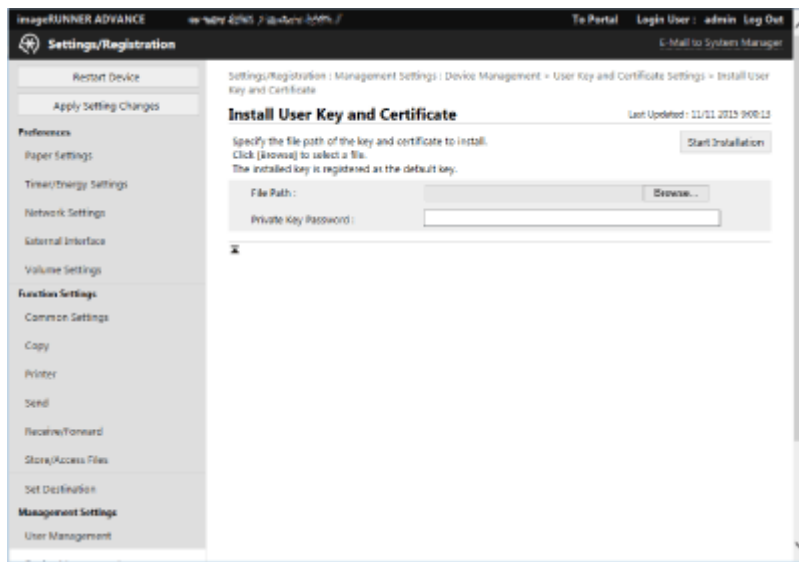 imageRUNNER ADVANCE
To Portal Login User : admin Log Out
Settings/Registration
E-Mail to System Manager
Restart Device
Apply Setting Changes
Preferences
Paper Settings
Timer/Energy Settings
Network Settings
External Interface
Volume Settings
Function Settings
Common Settings
Copy
Printer
Send
Receive/Forward
Store/Access Files
Set Destination
Management Settings
User Management
Settings/Registration : Management Settings : Device Management > User Key and Certificate Settings > Install User
Key and Certificate
Install User Key and Certificate
Last Updated : 11/11 2015
Specify the file path of the key and certificate to install.
Click [Browse] to select a file.
The installed key is registered as the default key.
Start Installation
File Path :
Browse...
Private Key Password :